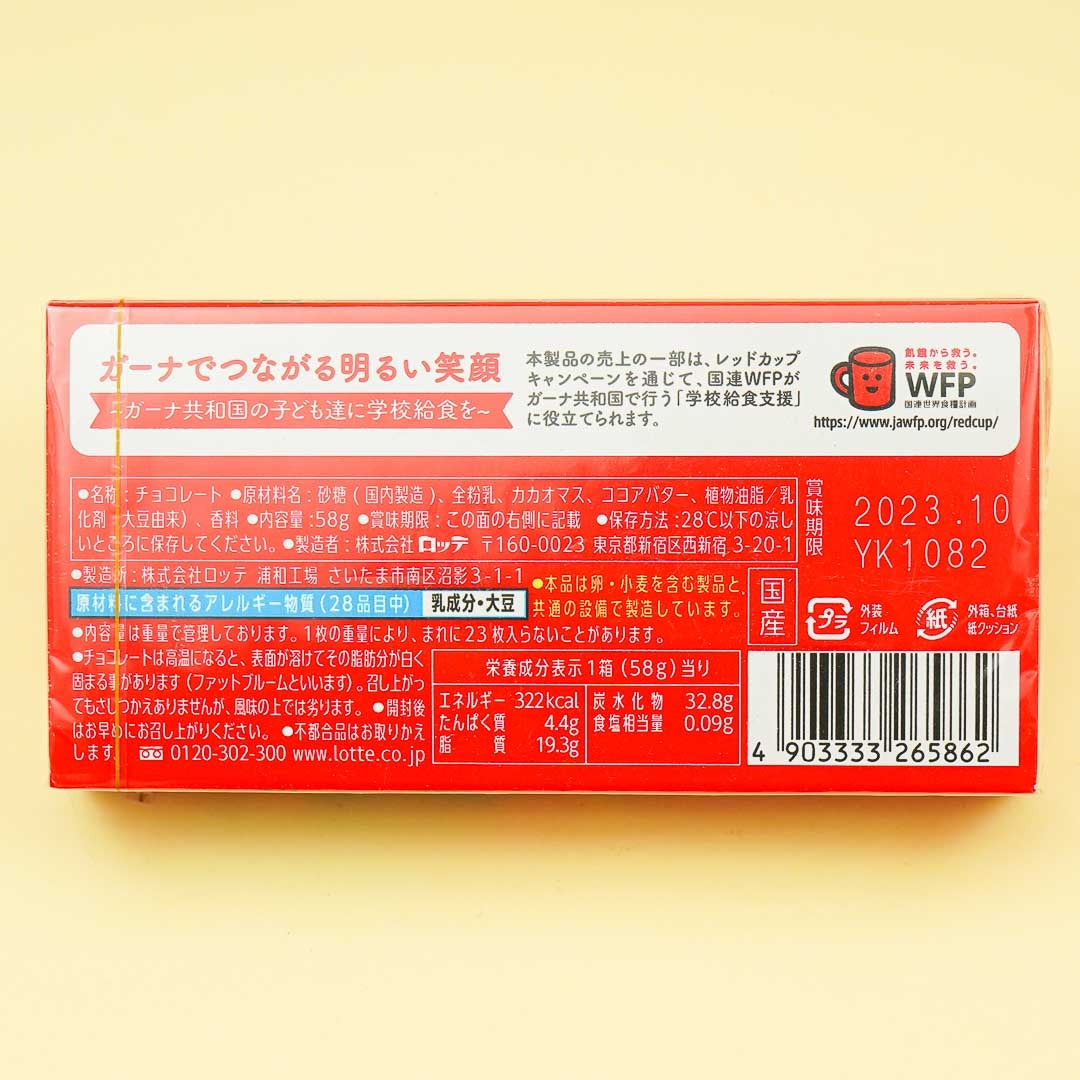 ガーナでつながる明るい笑顔
~ガーナ共和国の子ども達に学校給食を~
本製品の売上の一部は、レッドカップ
キャンペーンを通じて、国連WFPが
ガーナ共和国で行う「学校給食支援」
に役立てられます。
飢餓から救う。
未来を救う。
WFP
国連世界食糧計画
https://www.jawfp.org/redcup/
●名称：チョコレート ●原材料名：砂糖（国内製造）、全粉乳、カカオマス、ココアバター、植物油脂／乳
化剤（大豆由来）、香料 ●内容量：58g ●賞味期限：この面の右側に記載 ●保存方法：28℃以下の涼し
いところに保存してください。●製造者：株式会社 ロッテ 〒160-0023 東京都新宿区西新宿 3-20-1
賞味期限
2023.10
YK1082
●製造所：株式会社ロッテ 浦和工場 さいたま市南区沼影3-1-1
原材料に含まれるアレルギー物質(28品目中) 乳成分・大豆
●本品は卵・小麦を含む製品と
共通の設備で製造しています。
国産
プラ
外装
フィルム
紙
外箱、台紙
紙クッション
●内容量は重量で管理しております。1枚の重量により、まれに23枚入らないことがあります。
●チョコレートは高温になると、表面が溶けてその脂肪分が白く
固まる事があります（ファットブルームといいます）。召し上がっ
てもさしつかえありませんが、風味の上では劣ります。 ●開封後
はお早めにお召し上がりください。 ●不都合品はお取りかえ
します。 0120-302-300 www.lotte.co.jp
栄養成分表示 1箱 (58g) 当り
エネルギー 322kcal
たんぱく質 4.4g
脂質 19.3g
炭水化物 32.8g
食塩相当量 0.09g
4 903333 265862